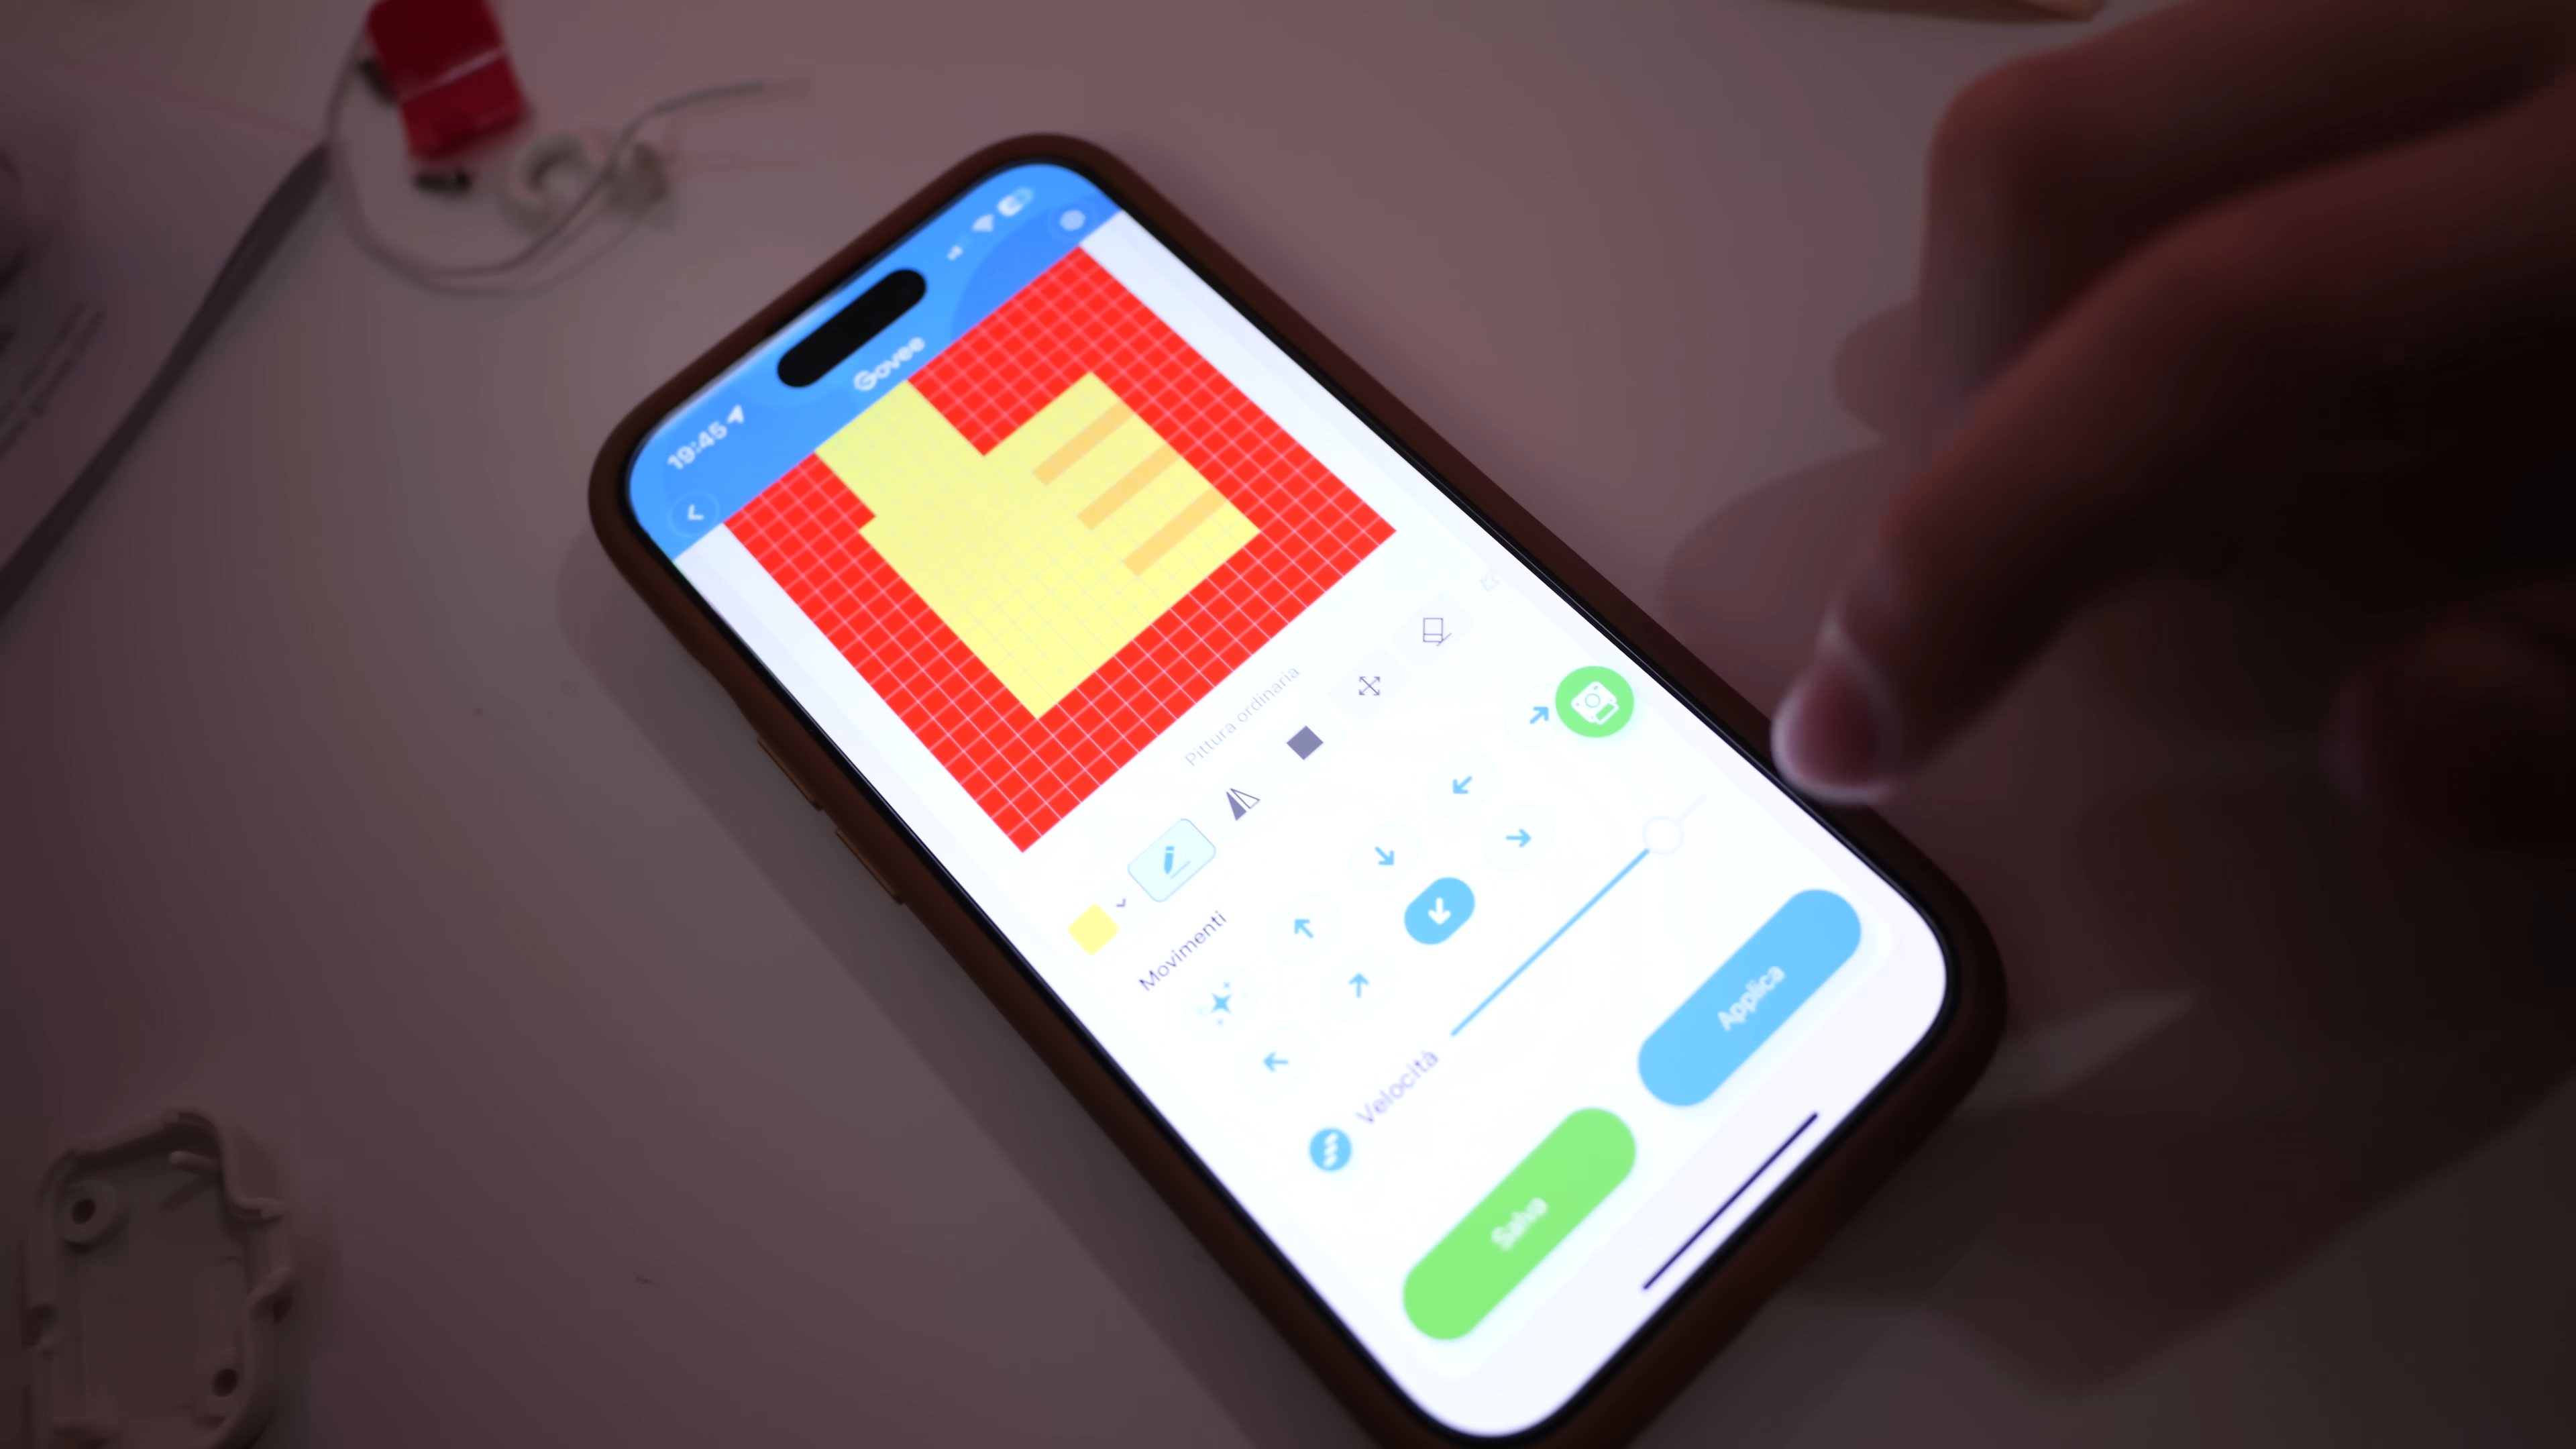 19:45
Govee
Pittura ordinaria
Movimenti
Velocità
Salva
Applica